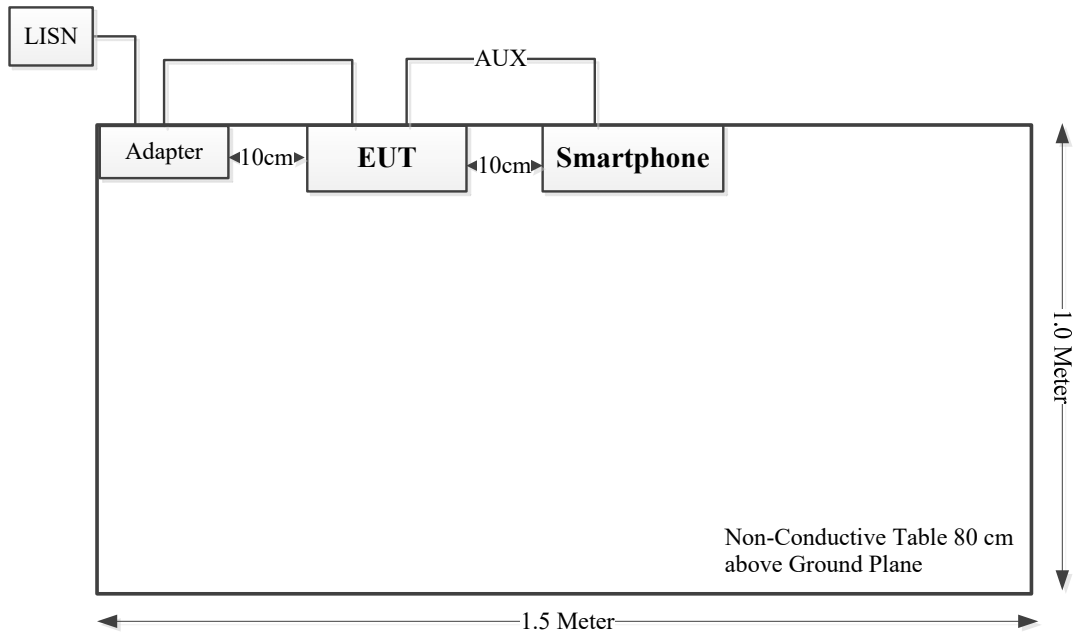 LISN
AUX
Adapter
10cm
EUT
10cm
Smartphone
1.0 Meter
Non-Conductive Table 80 cm
above Ground Plane
1.5 Meter